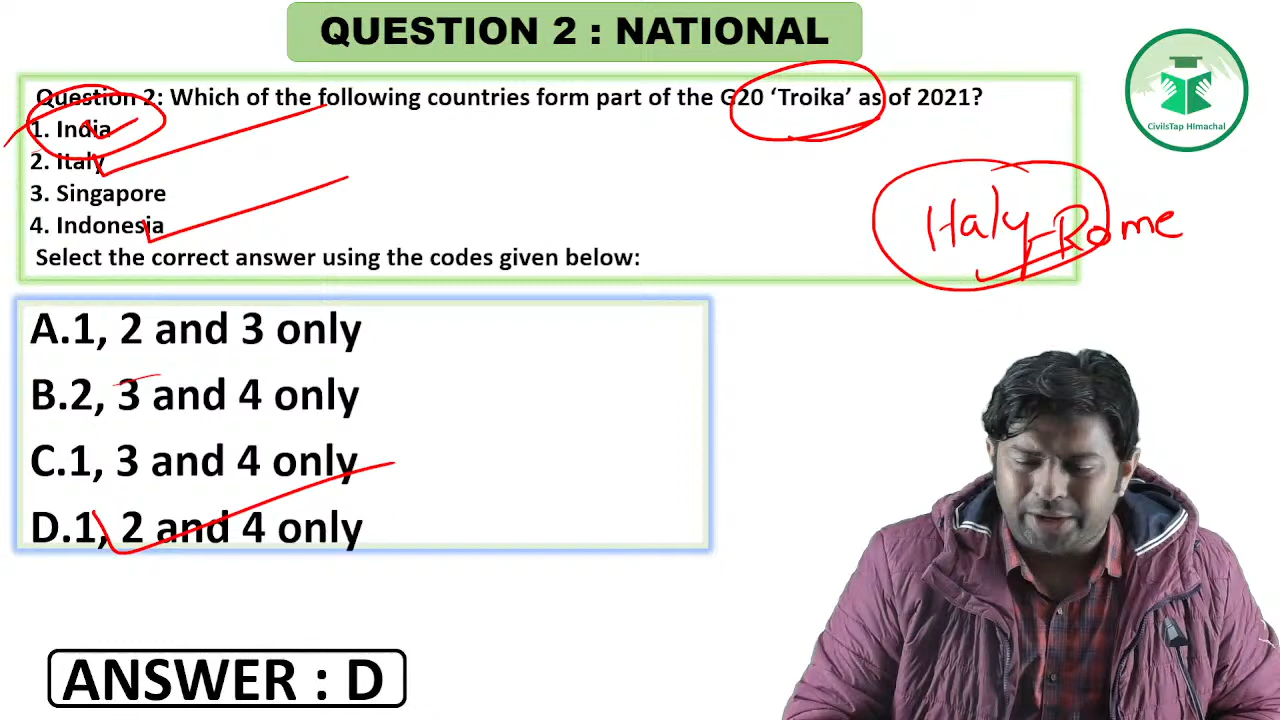 QUESTION 2 : NATIONAL
Question 2: Which of the following countries form part of the G20 ‘Troika’ as of 2021?
1. India
2. Italy
3. Singapore
4. Indonesia
Select the correct answer using the codes given below:
CivilsTap Himachal
Italy - Rome
A.1, 2 and 3 only
B.2, 3 and 4 only
C.1, 3 and 4 only
D.1, 2 and 4 only
ANSWER : D